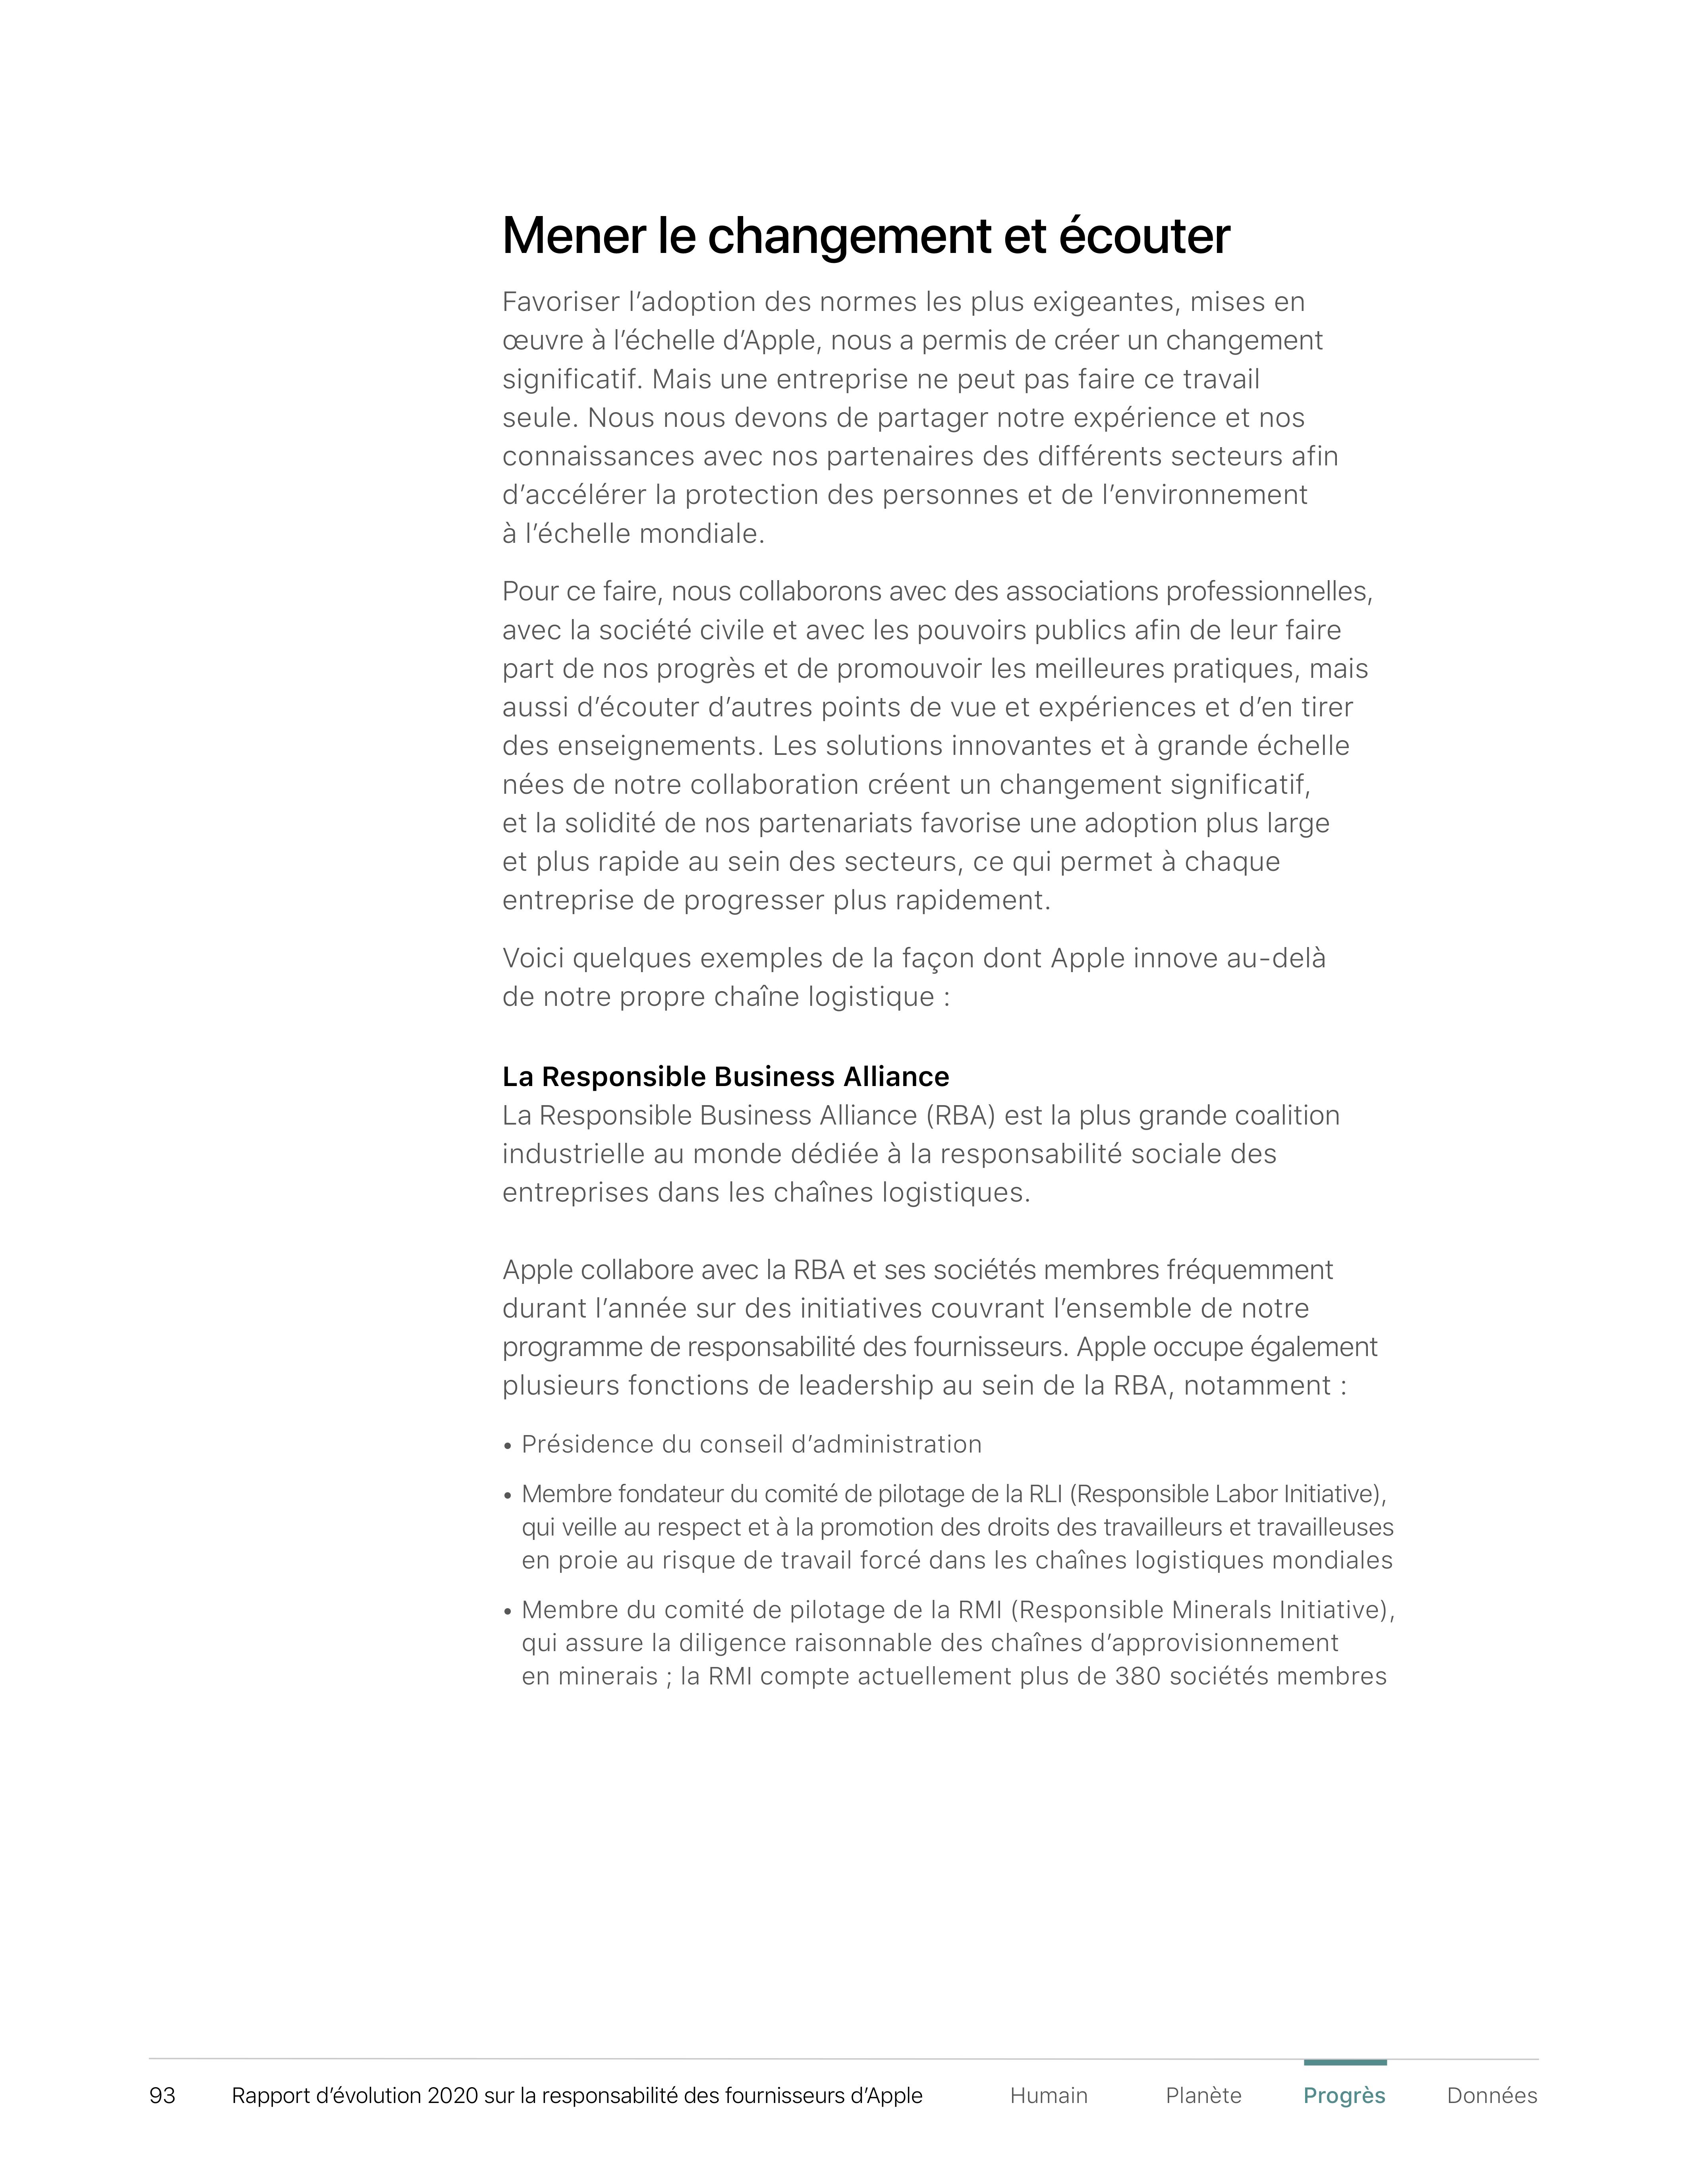 Mener le changement et écouter
Favoriser l’adoption des normes les plus exigeantes, mises en
œuvre à l’échelle d’Apple, nous a permis de créer un changement
significatif. Mais une entreprise ne peut pas faire ce travail
seule. Nous nous devons de partager notre expérience et nos
connaissances avec nos partenaires des différents secteurs afin
d’accélérer la protection des personnes et de l’environnement
à l’échelle mondiale.
Pour ce faire, nous collaborons avec des associations professionnelles,
avec la société civile et avec les pouvoirs publics afin de leur faire
part de nos progrès et de promouvoir les meilleures pratiques, mais
aussi d’écouter d’autres points de vue et expériences et d’en tirer
des enseignements. Les solutions innovantes et à grande échelle
nées de notre collaboration créent un changement significatif,
et la solidité de nos partenariats favorise une adoption plus large
et plus rapide au sein des secteurs, ce qui permet à chaque
entreprise de progresser plus rapidement.
Voici quelques exemples de la façon dont Apple innove au-delà
de notre propre chaîne logistique :
La Responsible Business Alliance
La Responsible Business Alliance (RBA) est la plus grande coalition
industrielle au monde dédiée à la responsabilité sociale des
entreprises dans les chaînes logistiques.
Apple collabore avec la RBA et ses sociétés membres fréquemment
durant l’année sur des initiatives couvrant l’ensemble de notre
programme de responsabilité des fournisseurs. Apple occupe également
plusieurs fonctions de leadership au sein de la RBA, notamment :
• Présidence du conseil d’administration
• Membre fondateur du comité de pilotage de la RLI (Responsible Labor Initiative),
qui veille au respect et à la promotion des droits des travailleurs et travailleuses
en proie au risque de travail forcé dans les chaînes logistiques mondiales
• Membre du comité de pilotage de la RMI (Responsible Minerals Initiative),
qui assure la diligence raisonnable des chaînes d’approvisionnement
en minerais ; la RMI compte actuellement plus de 380 sociétés membres
93 Rapport d’évolution 2020 sur la responsabilité des fournisseurs d’Apple Humain Planète Progrès Données